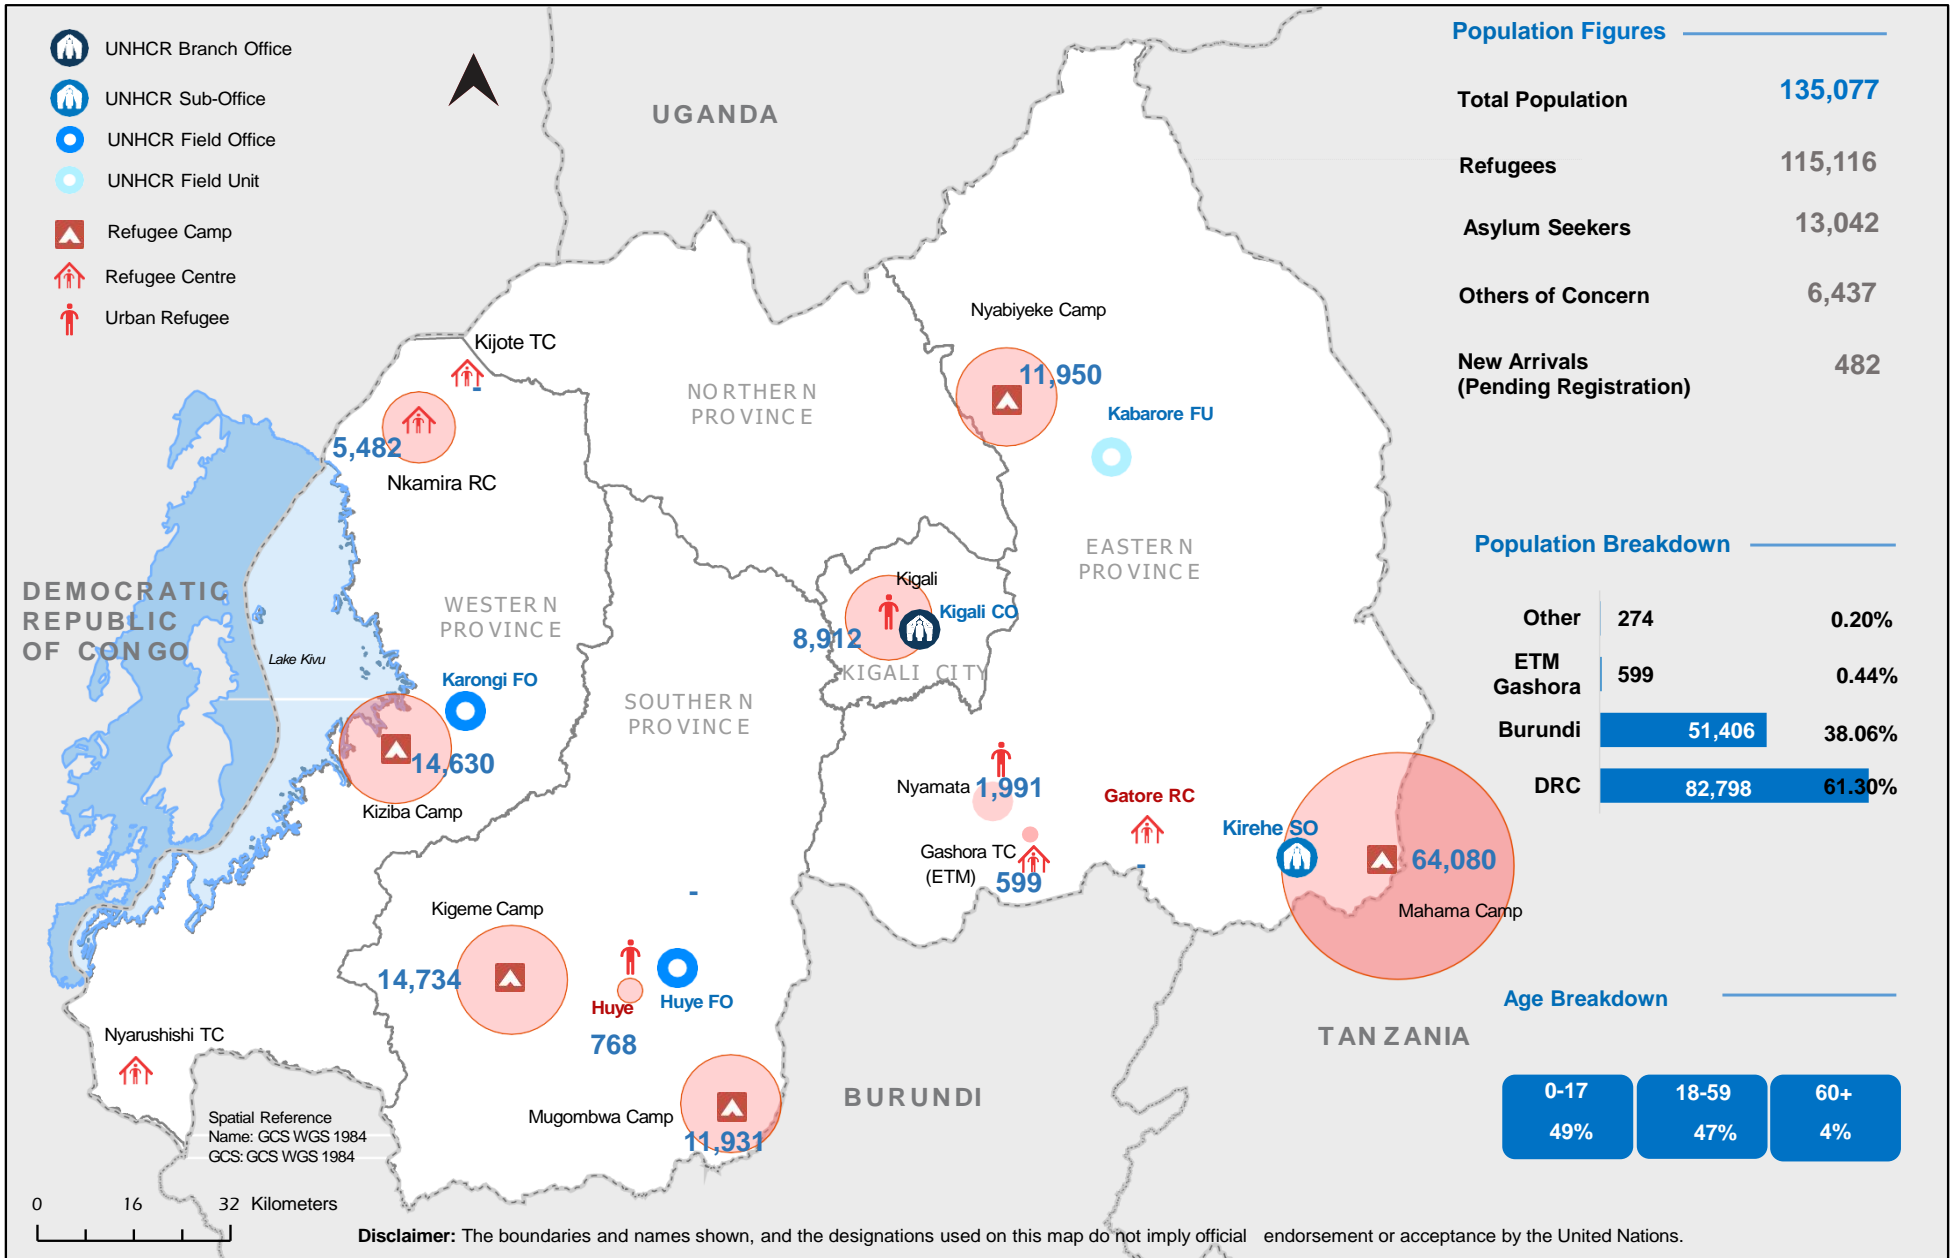 UNHCR Branch Office
UNHCR Sub-Office
UNHCR Field Office
UNHCR Field Unit
Refugee Camp
Refugee Centre
Urban Refugee
UGANDA
Kijote TC
-
5,482
Nkamira RC
NORTHERN
PROVINCE
Nyabiyeke Camp
11,950
Kabarore FU
EASTERN
PROVINCE
DEMOCRATIC
REPUBLIC
OF CONGO
Lake Kivu
WESTERN
PROVINCE
Karongi FO
14,630
Kiziba Camp
SOUTHERN
PROVINCE
Kigali
Kigali CO
8,912
KIGALI CITY
Nyamata 1,991
Gashora TC
(ETM)
599
Gatore RC
-
Kirehe SO
64,080
Mahama Camp
-
Kigeme Camp
14,734
Huye
768
Huye FO
Mugombwa Camp
11,931
Nyarushishi TC
BURUNDI
TANZANIA
Spatial Reference
Name: GCS WGS 1984
GCS: GCS WGS 1984
0 16 32 Kilometers
Population Figures
Total Population 135,077
Refugees 115,116
Asylum Seekers 13,042
Others of Concern 6,437
New Arrivals
(Pending Registration) 482
Population Breakdown
Other 274 0.20%
ETM
Gashora 599 0.44%
Burundi 51,406 38.06%
DRC 82,798 61.30%
Age Breakdown
0-17 18-59 60+
49% 47% 4%
Disclaimer: The boundaries and names shown, and the designations used on this map do not imply official endorsement or acceptance by the United Nations.